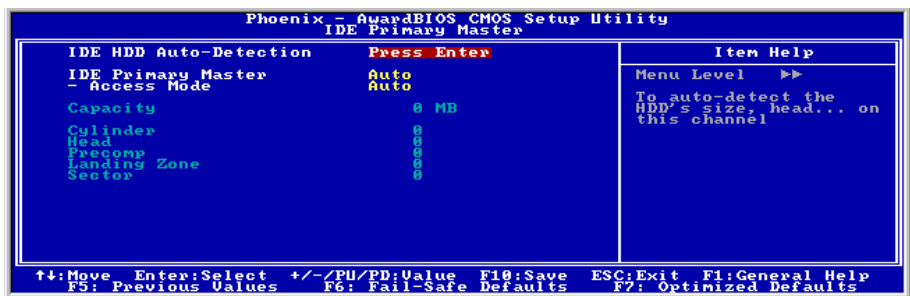 Phoenix - AwardBIOS CMOS Setup Utility
IDE Primary Master
IDE HDD Auto-Detection Press Enter
IDE Primary Master Auto
- Access Mode Auto
Capacity 0 MB
Cylinder 0
Head 0
Precomp 0
Landing Zone 0
Sector 0
Item Help
Menu Level ▶▶
To auto-detect the
HDD's size, head... on
this channel
↑↓:Move Enter:Select +/-/PU/PD:Value F10:Save ESC:Exit F1:General Help
F5: Previous Values F6: Fail-Safe Defaults F7: Optimized Defaults